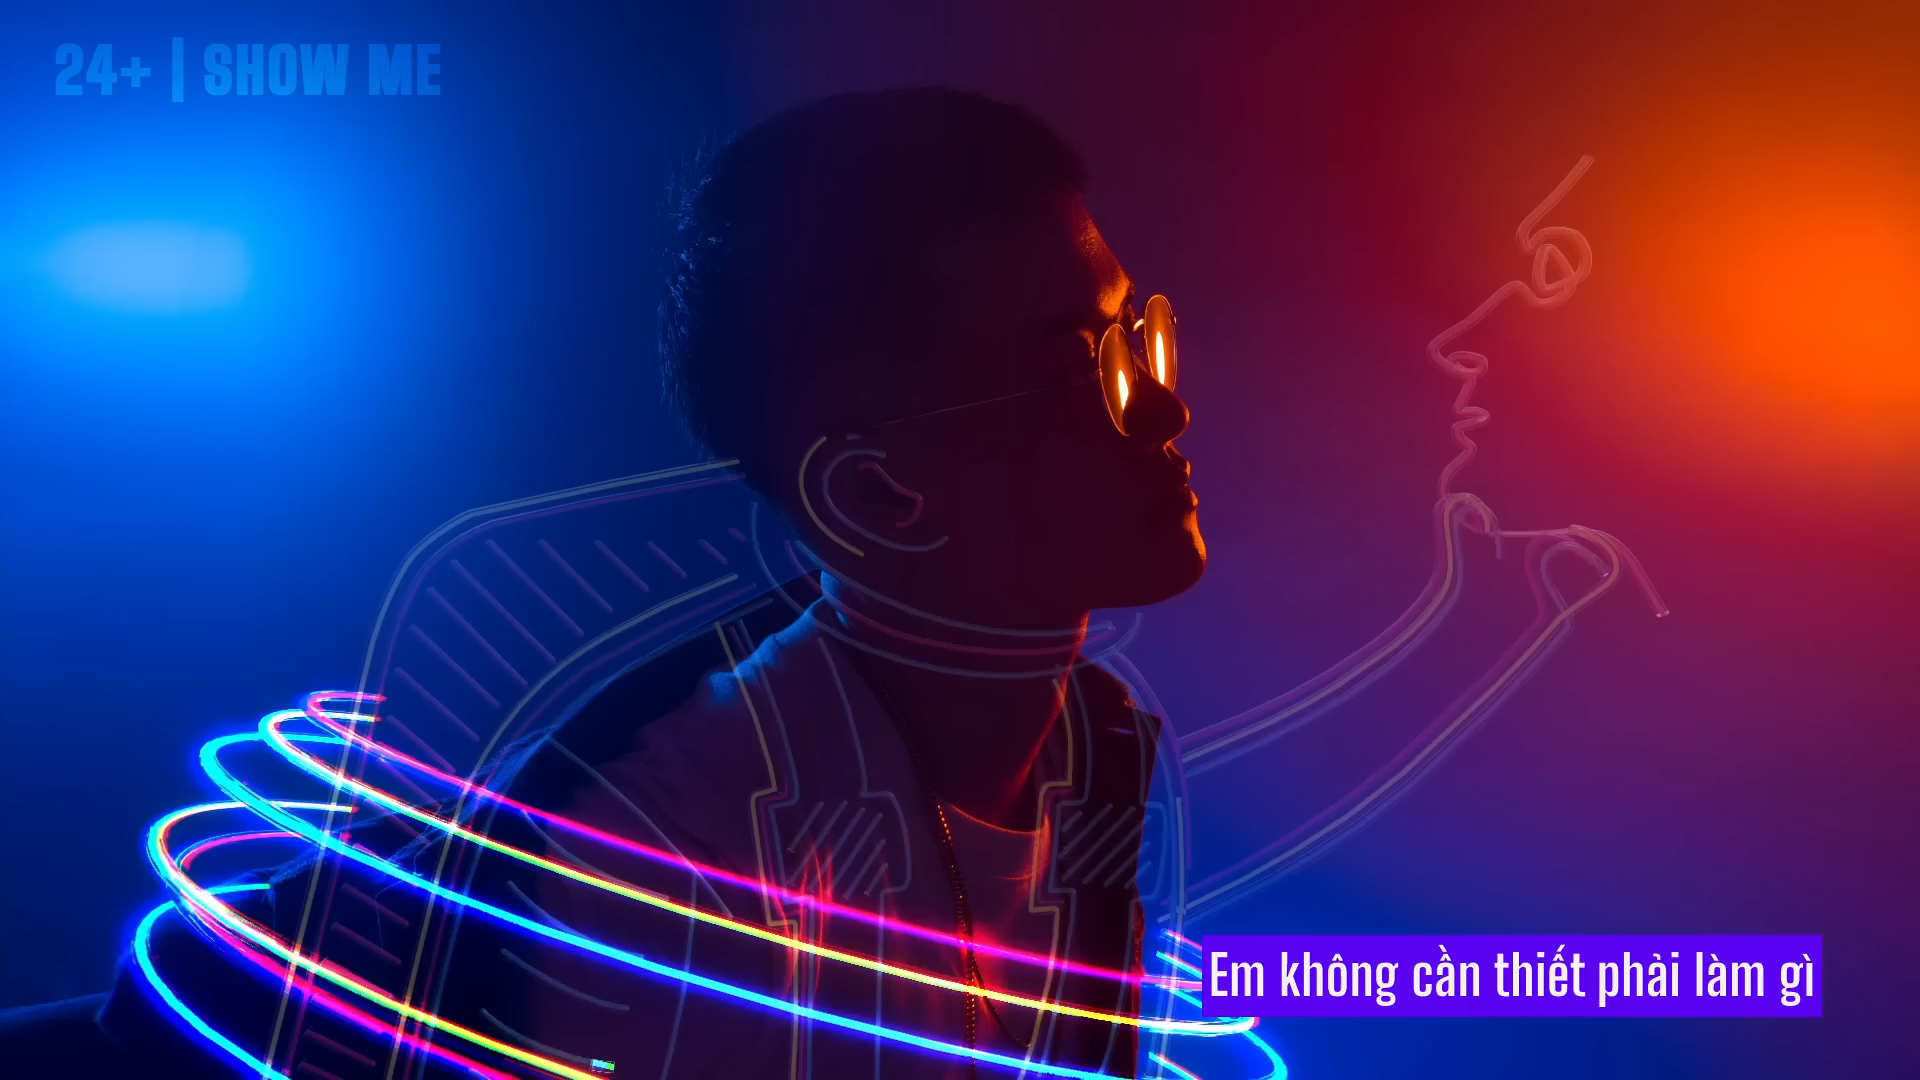 24+ | SHOW ME
Em không cần thiết phải làm gì